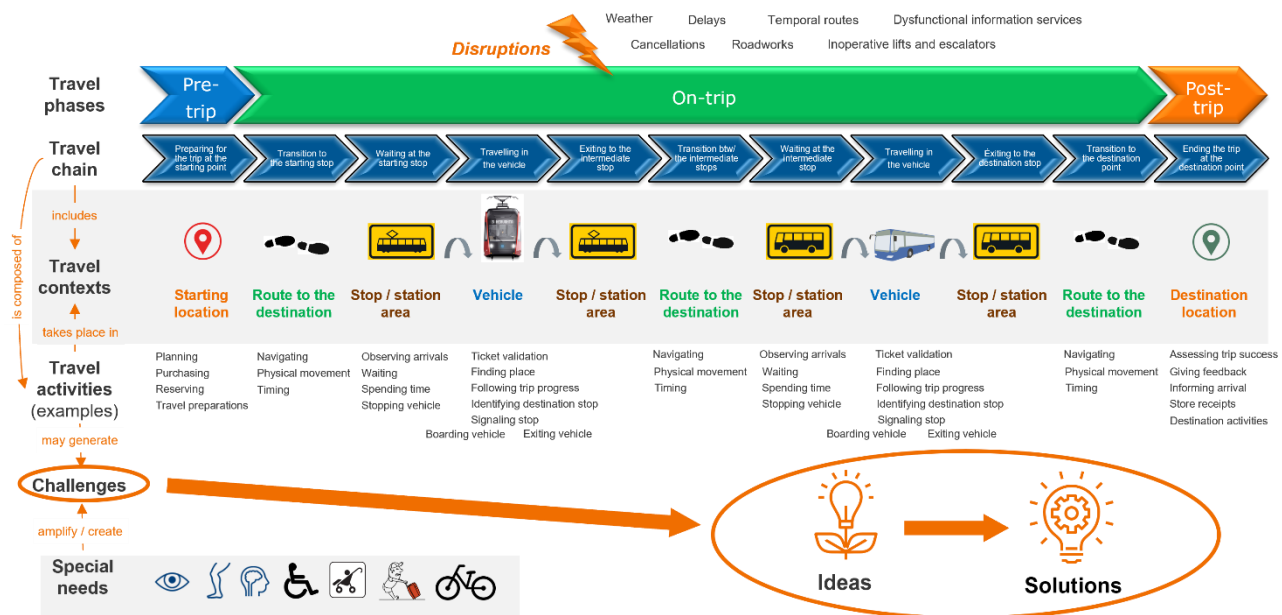 Weather Delays Temporal routes Dysfunctional information services
Disruptions
Cancellations Roadworks Inoperative lifts and escalators
Travel
phases
Pre-
trip
On-trip
Post-
trip
Travel
chain
Preparing for
the trip at the
starting point
Transition to
the starting stop
Waiting at the
starting stop
Travelling in
the vehicle
Exiting to the
intermediate
stop
Transition btw/
the intermediate
stops
Waiting at the
intermediate
stop
Travelling in
the vehicle
Éxiting to the
destination stop
Transition to
the destination
point
Ending the trip
at the
destination point
includes
is composed of
Travel
contexts
Starting
location
Route to the
destination
Stop / station
area
Vehicle
Stop / station
area
Route to the
destination
Stop / station
area
Vehicle
Stop / station
area
Route to the
destination
Destination
location
takes place in
Travel
activities
(examples)
Planning
Purchasing
Reserving
Travel preparations
Navigating
Physical movement
Timing
Observing arrivals
Waiting
Spending time
Stopping vehicle
Ticket validation
Finding place
Following trip progress
Identifying destination stop
Signaling stop
Boarding vehicle Exiting vehicle
Navigating
Physical movement
Timing
Observing arrivals
Waiting
Spending time
Stopping vehicle
Ticket validation
Finding place
Following trip progress
Identifying destination stop
Signaling stop
Boarding vehicle Exiting vehicle
Navigating
Physical movement
Timing
Assessing trip success
Giving feedback
Informing arrival
Store receipts
Destination activities
may generate
Challenges
amplify / create
Special
needs
Ideas
Solutions